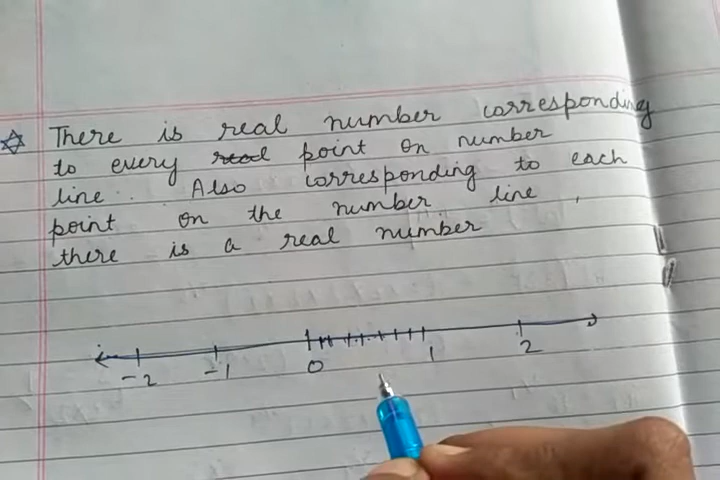 There is real number corresponding
to every real point on number
line. Also corresponding to each
point on the number line,
there is a real number
-2 -1 0 1 2